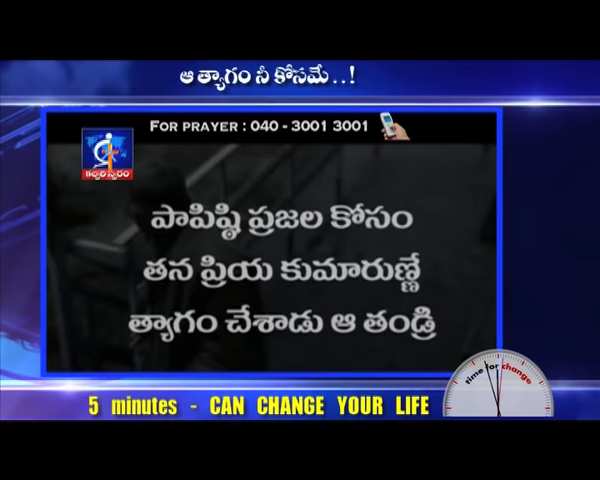 ఆ త్యాగం నీ కోసమే..!
FOR PRAYER : 040 - 3001 3001
పాపిష్ఠి ప్రజల కోసం
తన ప్రియ కుమారుణ్ణే
త్యాగం చేశాడు ఆ తండ్రి
time for change
5 minutes - CAN CHANGE YOUR LIFE